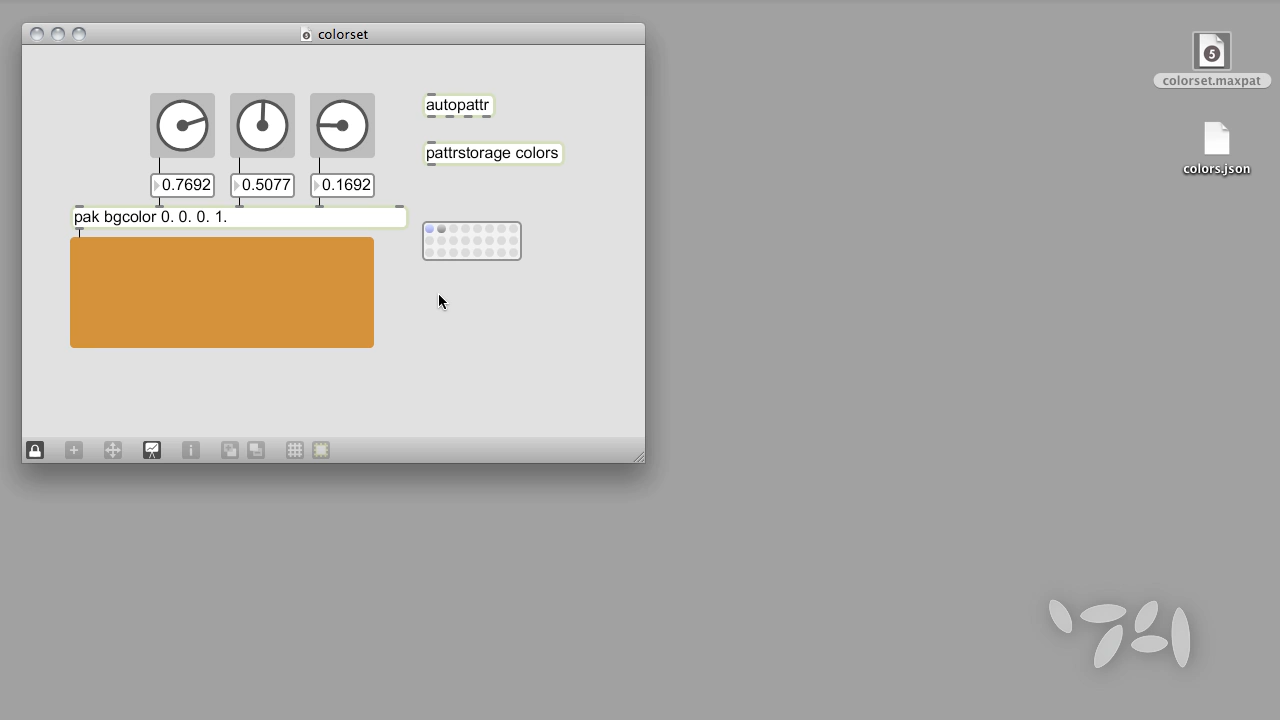 colorset
autopattr
pattrstorage colors
0.7692
0.5077
0.1692
pak bgcolor 0. 0. 0. 1.
5
colorset.maxpat
colors.json